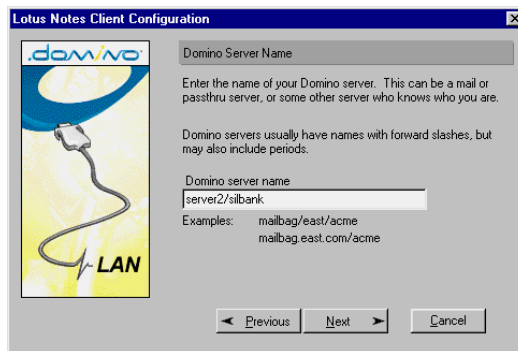 Lotus Notes Client Configuration
.domino
Domino Server Name
Enter the name of your Domino server. This can be a mail or
passthru server, or some other server who knows who you are.
Domino servers usually have names with forward slashes, but
may also include periods.
Domino server name
server2/silbank
Examples: mailbag/east/acme
mailbag.east.com/acme
LAN
Previous Next Cancel